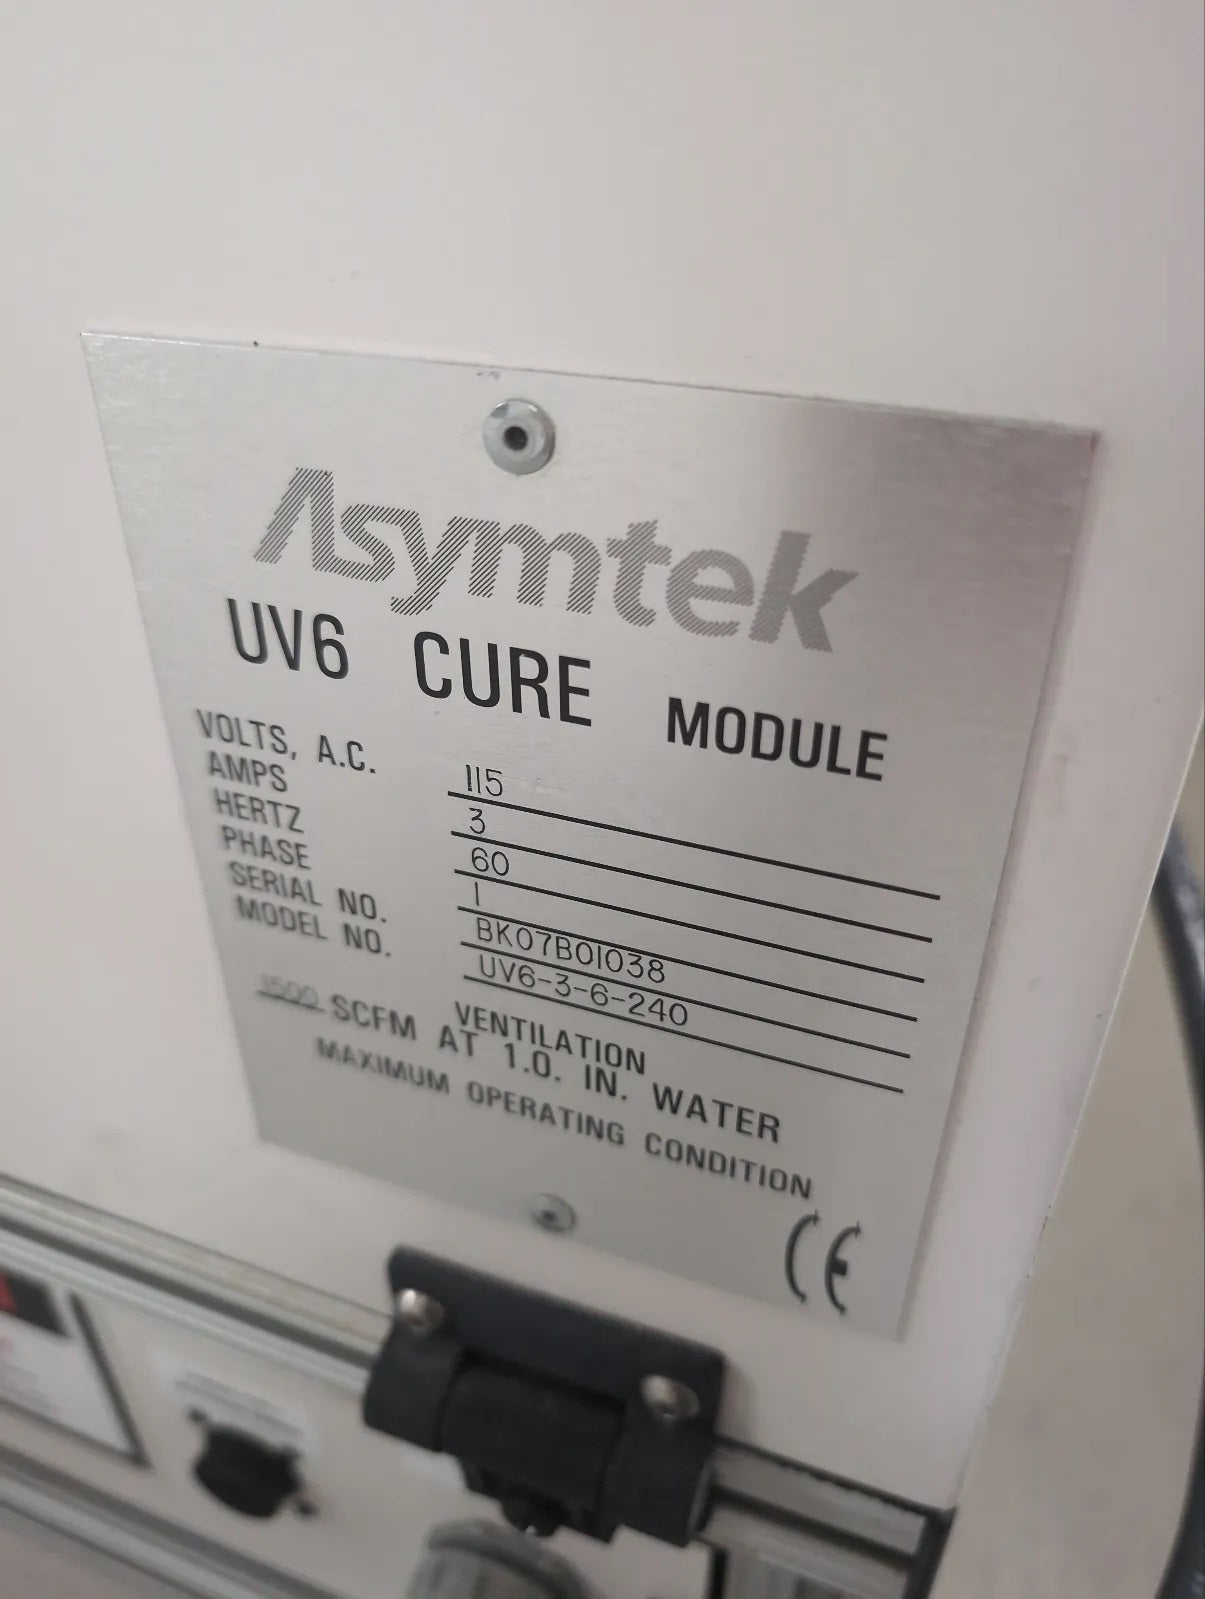 Asymtek
UV6 CURE MODULE
VOLTS, A.C. 115
AMPS 3
HERTZ 60
PHASE 1
SERIAL NO. BK07B01038
MODEL NO. UV6-3-6-240
VENTILATION
1500 SCFM AT 1.0. IN. WATER
MAXIMUM OPERATING CONDITION
CE